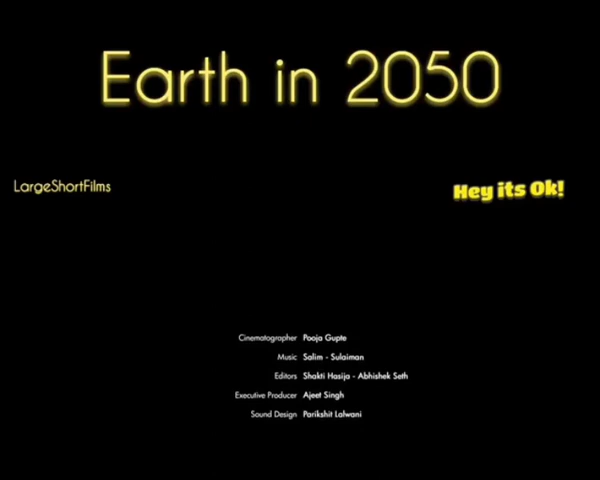 Earth in 2050
LargeShortFilms
Hey its Ok!
Cinematographer Pooja Gupte
Music Salim - Sulaiman
Editors Shakti Hasija - Abhishek Seth
Executive Producer Ajeet Singh
Sound Design Parikshit Lalwani